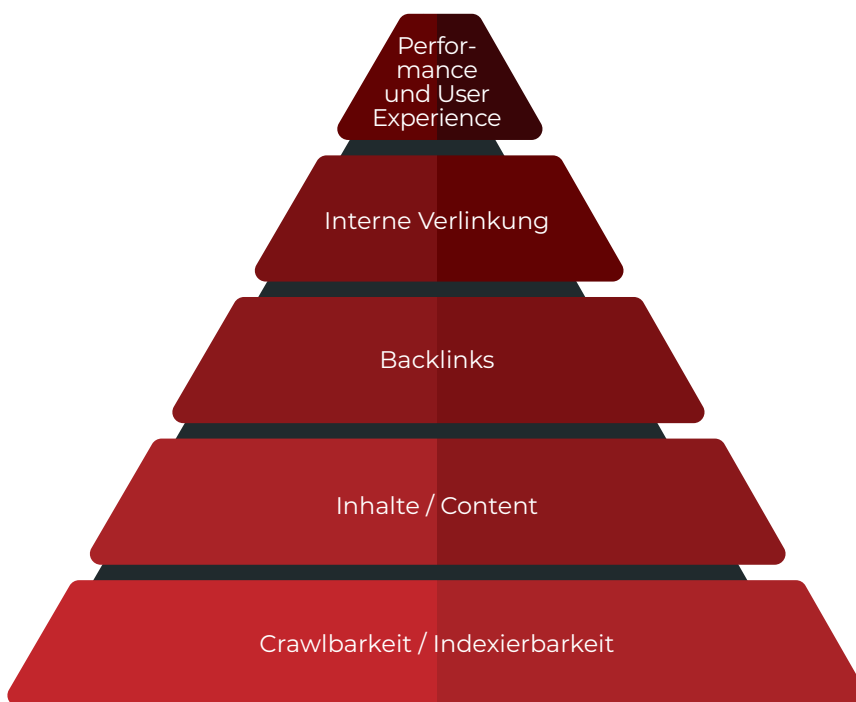 Perfor-
mance
und User
Experience
Interne Verlinkung
Backlinks
Inhalte / Content
Crawlbarkeit / Indexierbarkeit